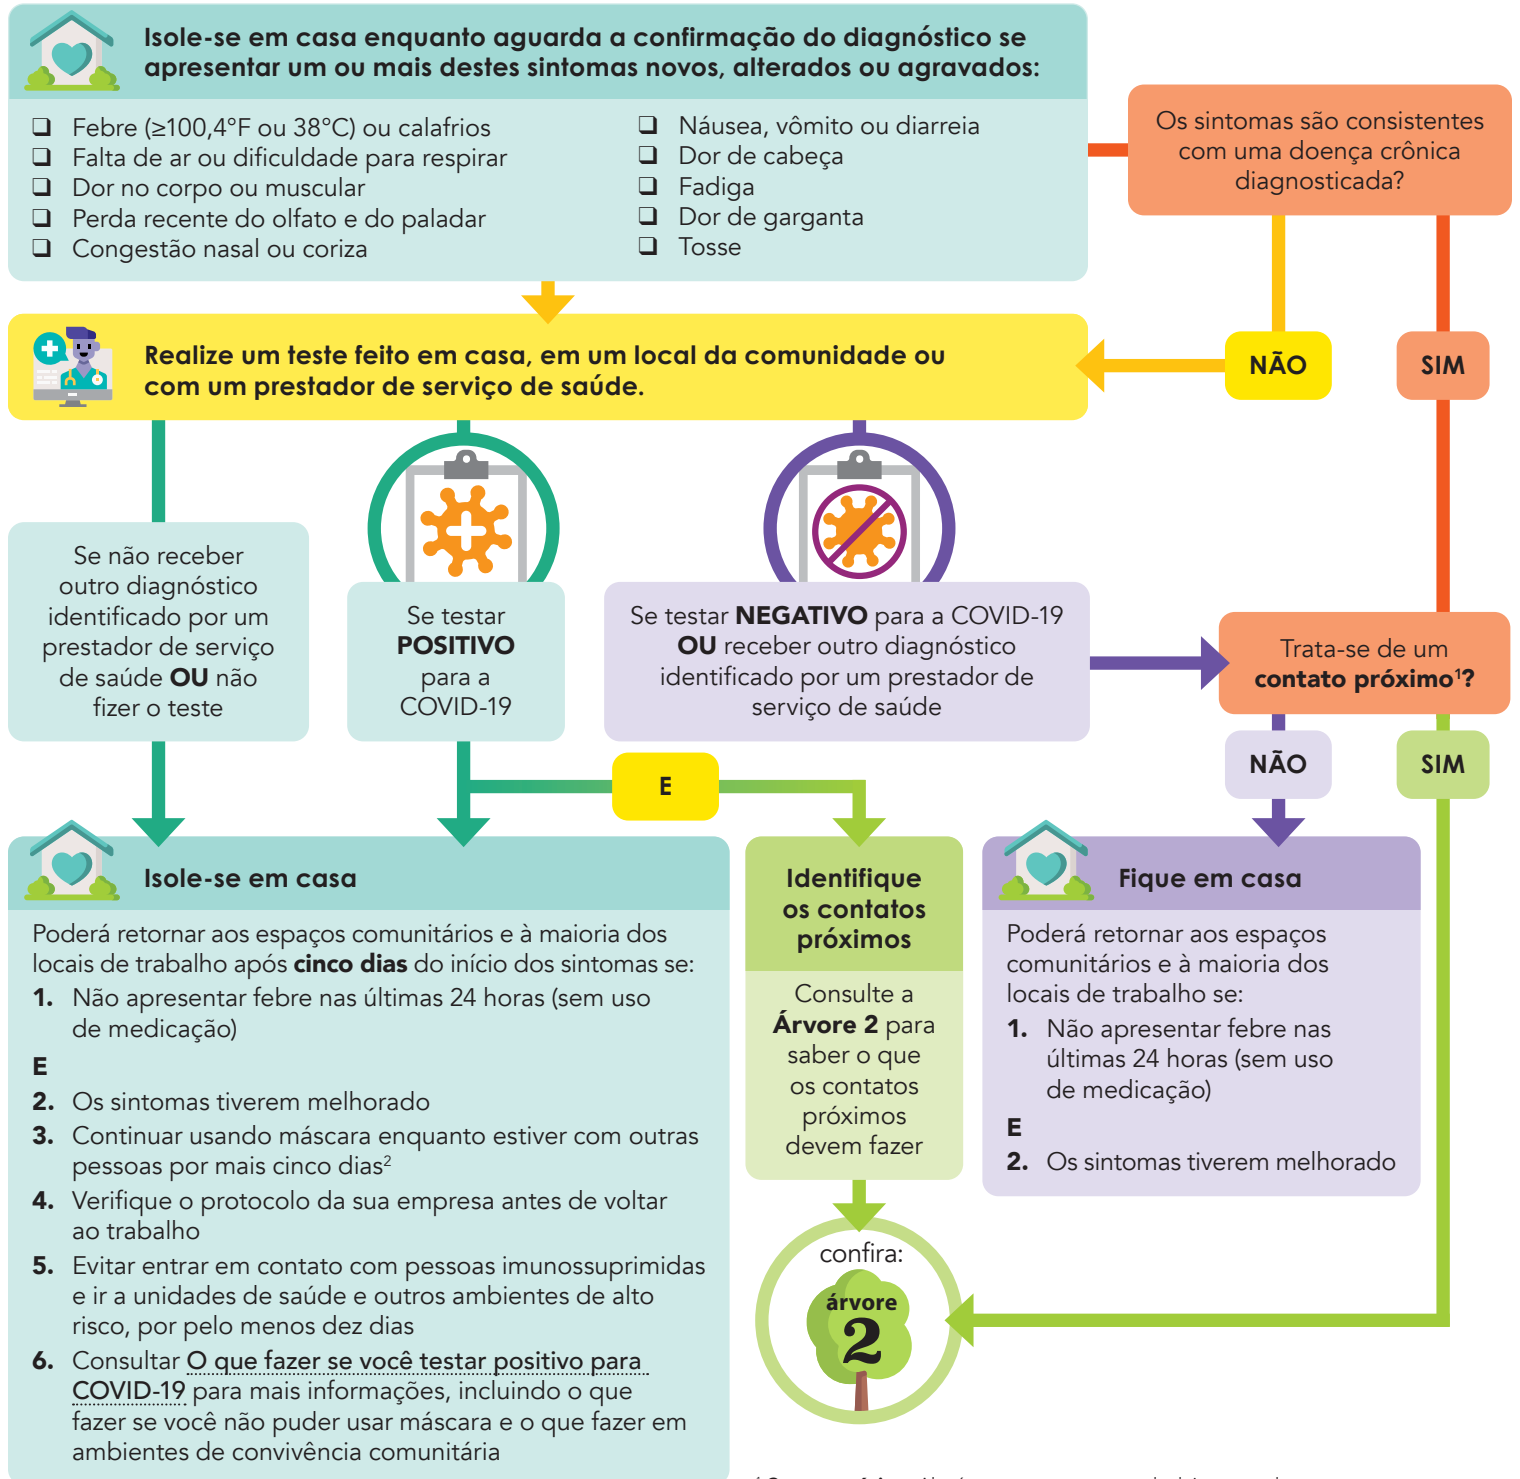 Isole-se em casa enquanto aguarda a confirmação do diagnóstico se
apresentar um ou mais destes sintomas novos, alterados ou agravados:
❑ Febre (≥100,4°F ou 38°C) ou calafrios
❑ Falta de ar ou dificuldade para respirar
❑ Dor no corpo ou muscular
❑ Perda recente do olfato e do paladar
❑ Congestão nasal ou coriza
❑ Náusea, vômito ou diarreia
❑ Dor de cabeça
❑ Fadiga
❑ Dor de garganta
❑ Tosse
Os sintomas são consistentes
com uma doença crônica
diagnosticada?
NÃO
SIM
Realize um teste feito em casa, em um local da comunidade ou
com um prestador de serviço de saúde.
Se não receber
outro diagnóstico
identificado por um
prestador de serviço
de saúde OU não
fizer o teste
Se testar
POSITIVO
para a
COVID-19
Se testar NEGATIVO para a COVID-19
OU receber outro diagnóstico
identificado por um prestador de
serviço de saúde
Trata-se de um
contato próximo¹?
NÃO
SIM
E
Isole-se em casa
Poderá retornar aos espaços comunitários e à maioria dos
locais de trabalho após cinco dias do início dos sintomas se:
1. Não apresentar febre nas últimas 24 horas (sem uso
de medicação)
E
2. Os sintomas tiverem melhorado
3. Continuar usando máscara enquanto estiver com outras
pessoas por mais cinco dias²
4. Verifique o protocolo da sua empresa antes de voltar
ao trabalho
5. Evitar entrar em contato com pessoas imunossuprimidas
e ir a unidades de saúde e outros ambientes de alto
risco, por pelo menos dez dias
6. Consultar O que fazer se você testar positivo para
COVID-19 para mais informações, incluindo o que
fazer se você não puder usar máscara e o que fazer em
ambientes de convivência comunitária
Identifique
os contatos
próximos
Consulte a
Árvore 2 para
saber o que
os contatos
próximos
devem fazer
confira:
árvore
2
Fique em casa
Poderá retornar aos espaços
comunitários e à maioria dos
locais de trabalho se:
1. Não apresentar febre nas
últimas 24 horas (sem uso
de medicação)
E
2. Os sintomas tiverem melhorado